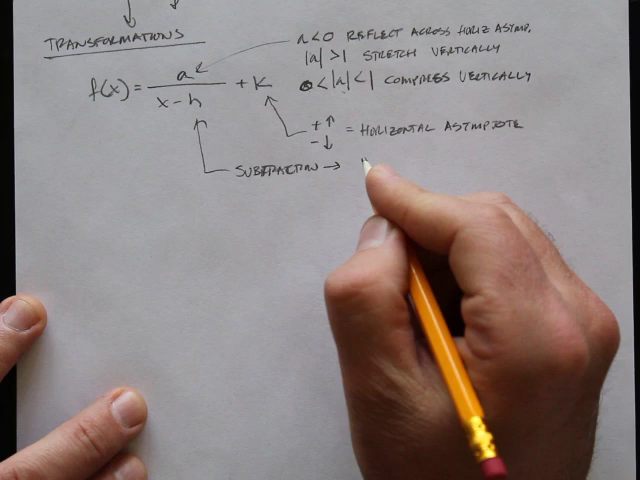 TRANSFORMATIONS
a<0 REFLECT ACROSS HORIZ ASYMP.
|a|>1 STRETCH VERTICALLY
0<|a|<1 COMPRESS VERTICALLY
f(x) = a / (x-h) + K
+↑
-↓ = HORIZONTAL ASYMPTOTE
SUBTRACTION →